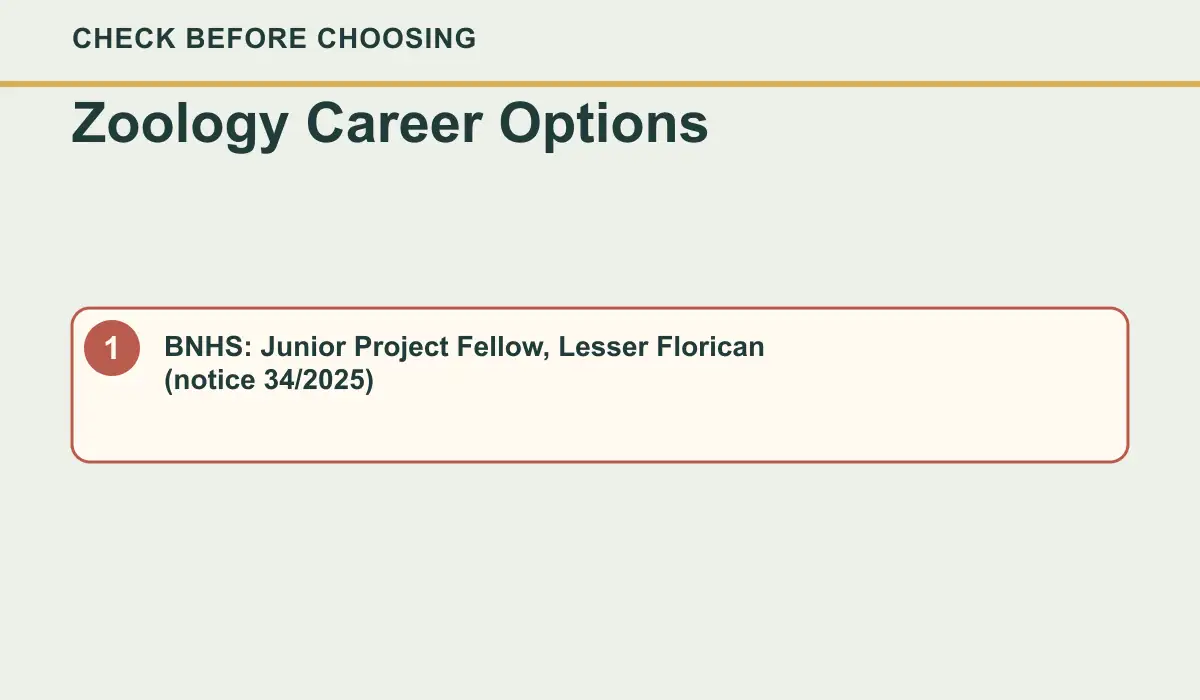 CHECK BEFORE CHOOSING
Zoology Career Options
1
BNHS: Junior Project Fellow, Lesser Florican
(notice 34/2025)